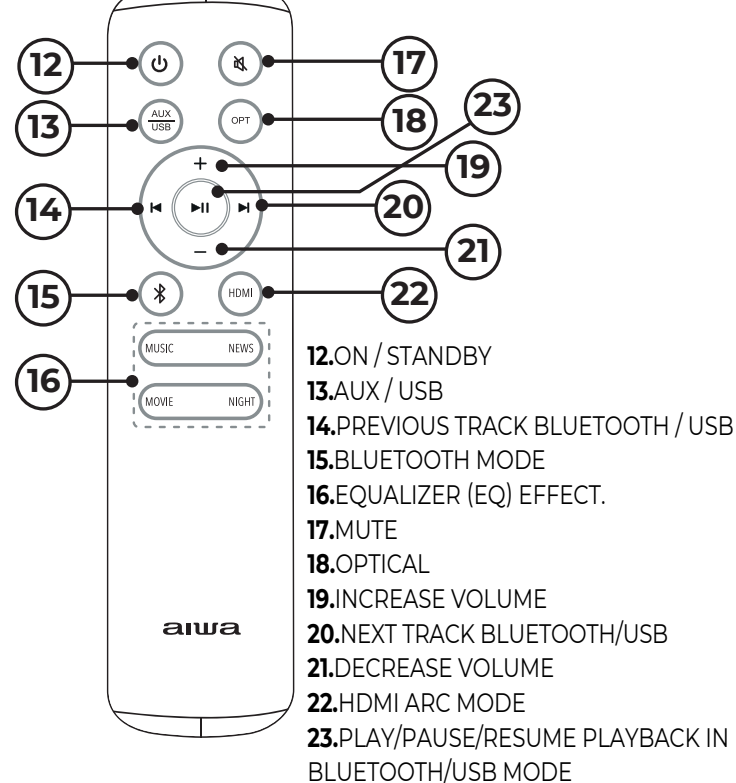 12
17
23
AUX
USB
OPT
13
18
+
19
14
20
−
21
15
HDMI
22
MUSIC NEWS
16
MOVIE NIGHT
aiwa
12.ON / STANDBY
13.AUX / USB
14.PREVIOUS TRACK BLUETOOTH / USB
15.BLUETOOTH MODE
16.EQUALIZER (EQ) EFFECT.
17.MUTE
18.OPTICAL
19.INCREASE VOLUME
20.NEXT TRACK BLUETOOTH/USB
21.DECREASE VOLUME
22.HDMI ARC MODE
23.PLAY/PAUSE/RESUME PLAYBACK IN
BLUETOOTH/USB MODE